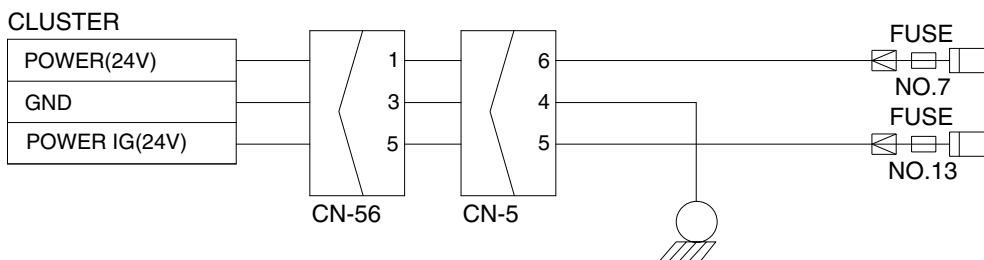 CLUSTER
POWER(24V)
GND
POWER IG(24V)
1
3
5
CN-56
6
4
5
CN-5
FUSE
NO.7
FUSE
NO.13